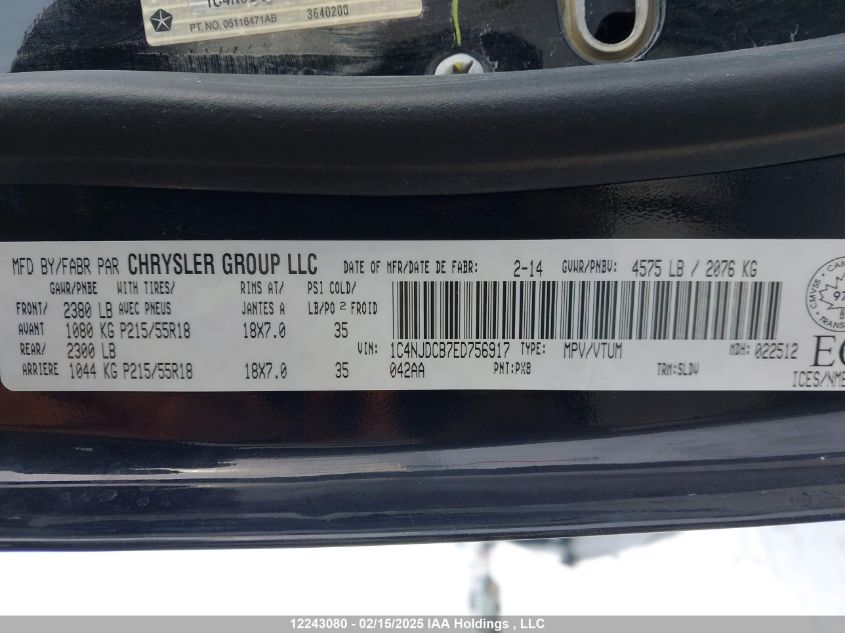 PT. NO. 05116471AB 3640200
MFD BY/FABR PAR CHRYSLER GROUP LLC DATE OF MFR/DATE DE FABR: 2-14 GVWR/PNBV: 4575 LB / 2076 KG
GAWR/PNBE WITH TIRES/ RIMS AT/ PSI COLD/
FRONT/ 2380 LB AVEC PNEUS JANTES A LB/PO 2 FROID
AVANT 1080 KG P215/55R18 18X7.0 35
REAR/ 2300 LB VIN: 1C4NJDCB7ED756917 TYPE: MPV/VTUM MDH: 022512
ARRIERE 1044 KG P215/55R18 18X7.0 35 042AA PNT:PX8 TRM:SLDV
12243080 - 02/15/2025 IAA Holdings , LLC